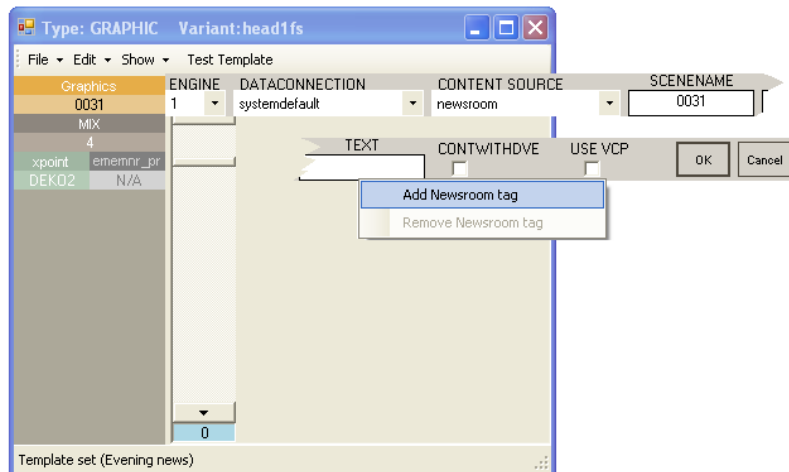 Type: GRAPHIC Variant:head1fs
File Edit Show Test Template
Graphics
0031
MIX
4
xpoint ememnr_pr
DEKO2 N/A
ENGINE DATACONNECTION CONTENT SOURCE SCENENAME
1 systemdefault newsroom 0031
TEXT CONTWITHDVE USE VCP
OK Cancel
Add Newsroom tag
Remove Newsroom tag
0
Template set (Evening news)